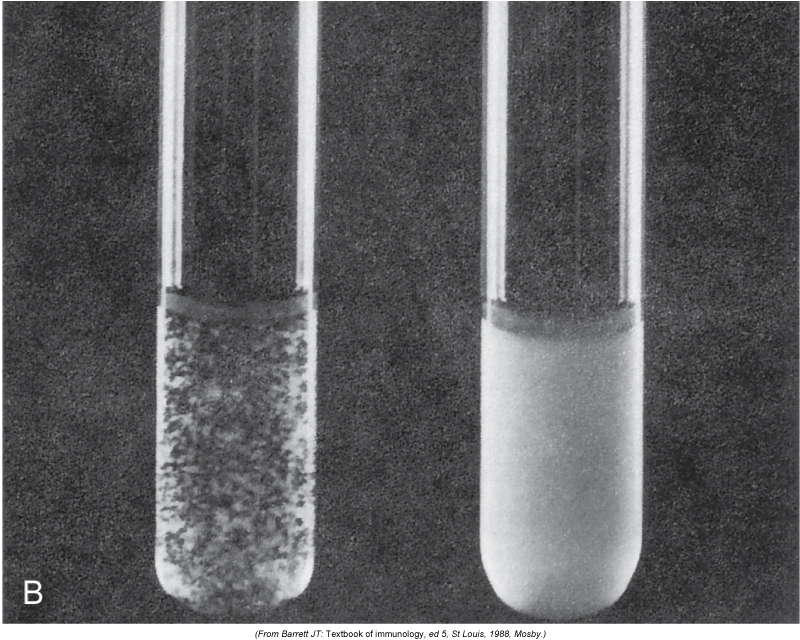 B
(From Barrett JT: Textbook of immunology, ed 5, St Louis, 1988, Mosby.)